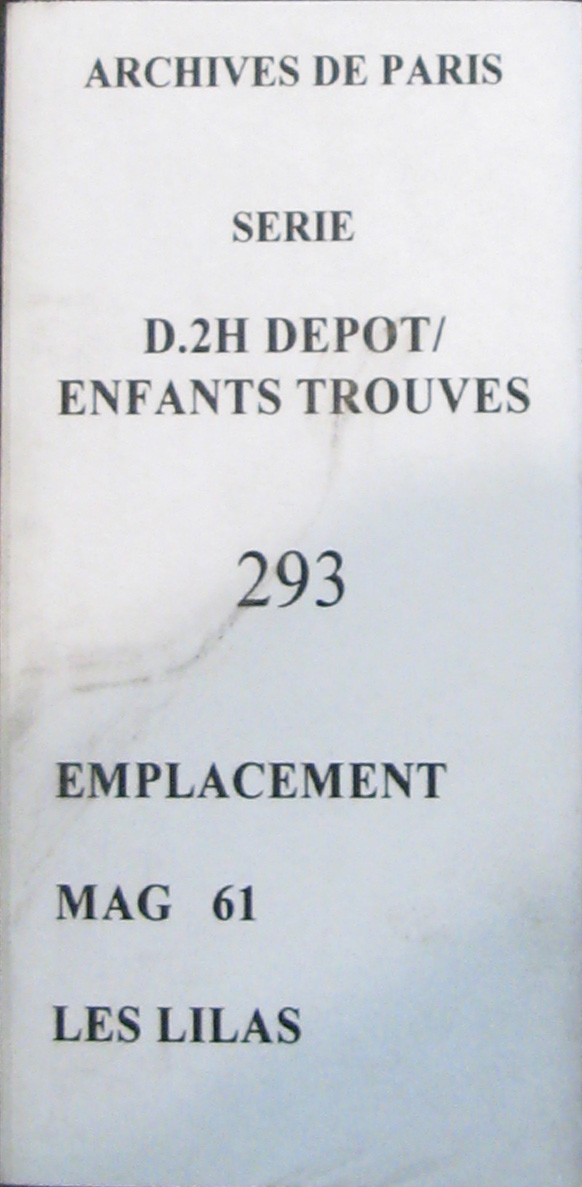 ARCHIVES DE PARIS
SERIE
D.2H DEPOT/
ENFANTS TROUVES
293
EMPLACEMENT
MAG 61
LES LILAS